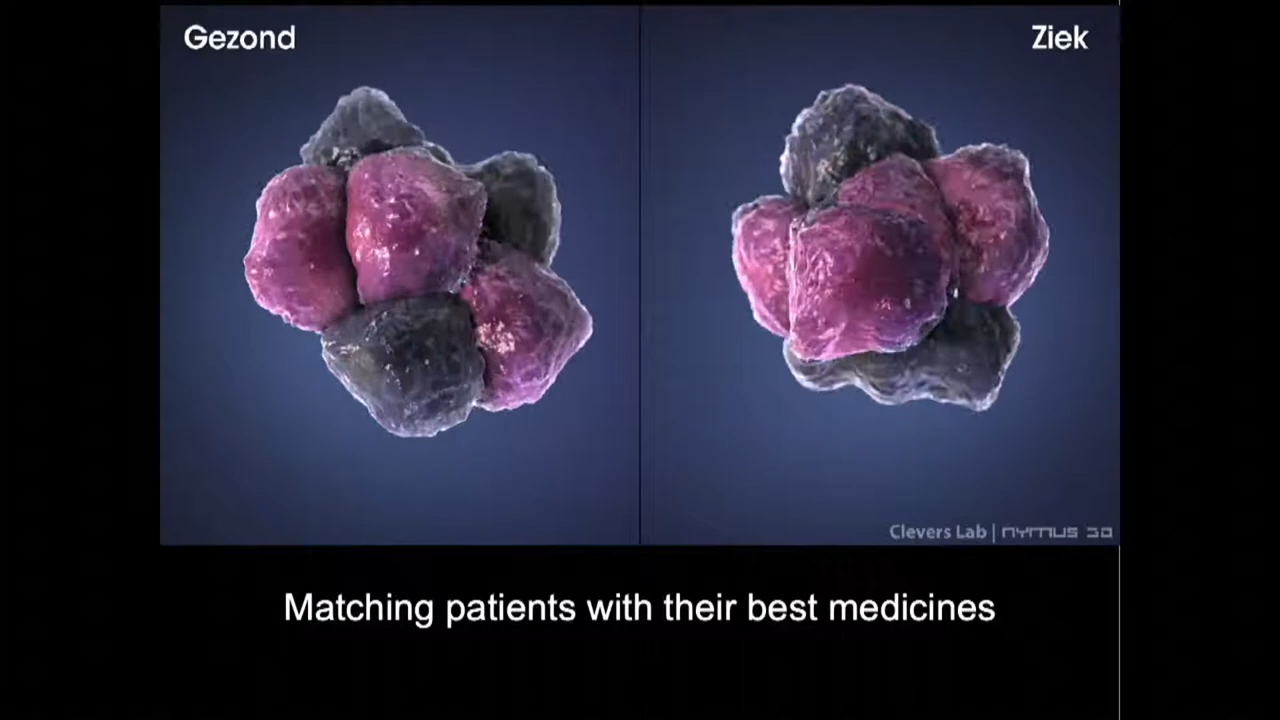 Gezond
Ziek
Clevers Lab | NYMUS 3D
Matching patients with their best medicines